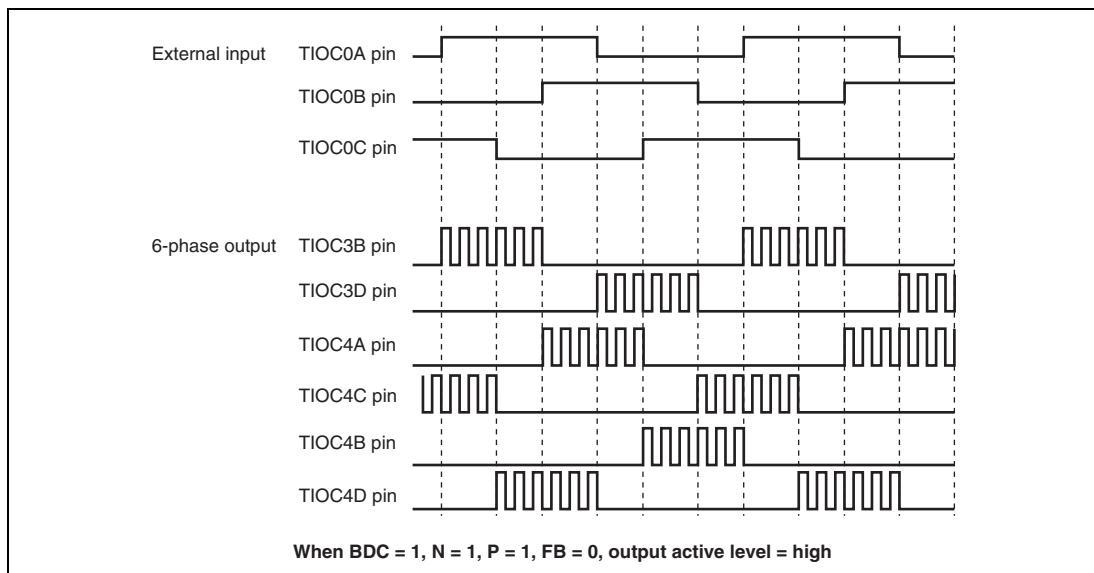 External input TIOC0A pin
TIOC0B pin
TIOC0C pin
6-phase output TIOC3B pin
TIOC3D pin
TIOC4A pin
TIOC4C pin
TIOC4B pin
TIOC4D pin
When BDC = 1, N = 1, P = 1, FB = 0, output active level = high